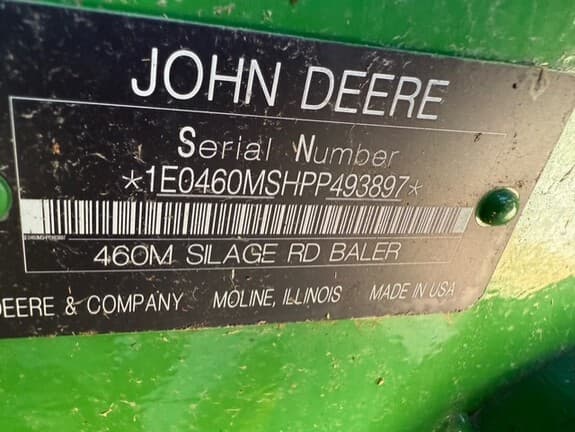 JOHN DEERE
Serial Number
*1E0460MSHPP493897*
460M SILAGE RD BALER
DEERE & COMPANY MOLINE, ILLINOIS MADE IN USA